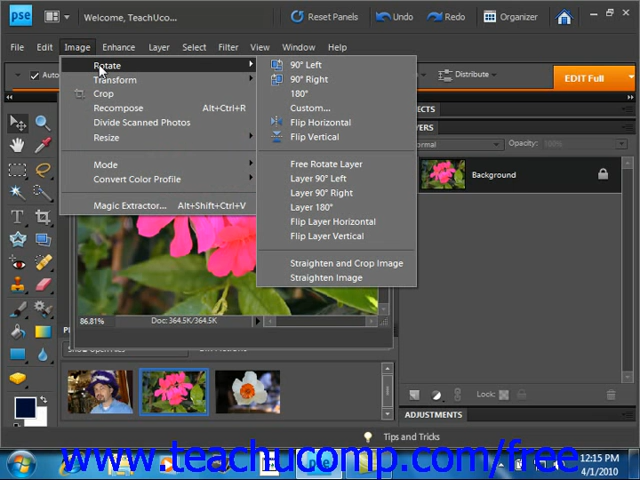 pse Welcome, TeachUco... Reset Panels Undo Redo Organizer
File Edit Image Enhance Layer Select Filter View Window Help
Auto Distribute EDIT Full
Rotate
Transform
Crop
Recompose Alt+Ctrl+R
Divide Scanned Photos
Resize
Mode
Convert Color Profile
Magic Extractor... Alt+Shift+Ctrl+V
90° Left
90° Right
180°
Custom...
Flip Horizontal
Flip Vertical
Free Rotate Layer
Layer 90° Left
Layer 90° Right
Layer 180°
Flip Layer Horizontal
Flip Layer Vertical
Straighten and Crop Image
Straighten Image
Opacity:
Background
86.81% Doc: 364.5K/364.5K
Lock:
ADJUSTMENTS
Tips and Tricks
www.teachucomp.com/free
pse
12:15 PM
4/1/2010